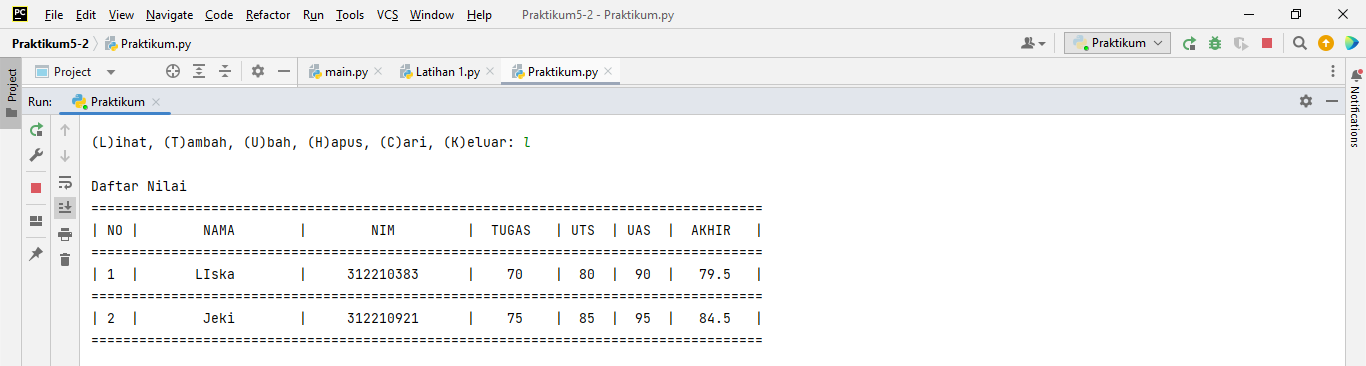 PC File Edit View Navigate Code Refactor Run Tools VCS Window Help Praktikum5-2 - Praktikum.py
Praktikum5-2 Praktikum.py Praktikum
Project Project main.py Latihan 1.py Praktikum.py Notifications
Run: Praktikum
(L)ihat, (T)ambah, (U)bah, (H)apus, (C)ari, (K)eluar: l
Daftar Nilai
====================================================================================
| NO | NAMA | NIM | TUGAS | UTS | UAS | AKHIR |
====================================================================================
| 1 | LIska | 312210383 | 70 | 80 | 90 | 79.5 |
====================================================================================
| 2 | Jeki | 312210921 | 75 | 85 | 95 | 84.5 |
====================================================================================